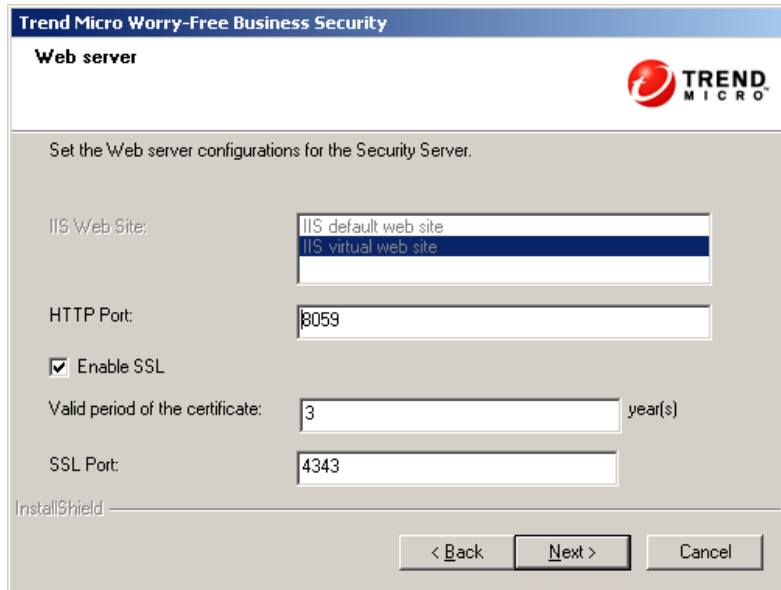 Trend Micro Worry-Free Business Security
Web server
TREND
MICRO™
Set the Web server configurations for the Security Server.
IIS Web Site:
IIS default web site
IIS virtual web site
HTTP Port:
8059
Enable SSL
Valid period of the certificate:
3
year(s)
SSL Port:
4343
InstallShield
< Back
Next >
Cancel